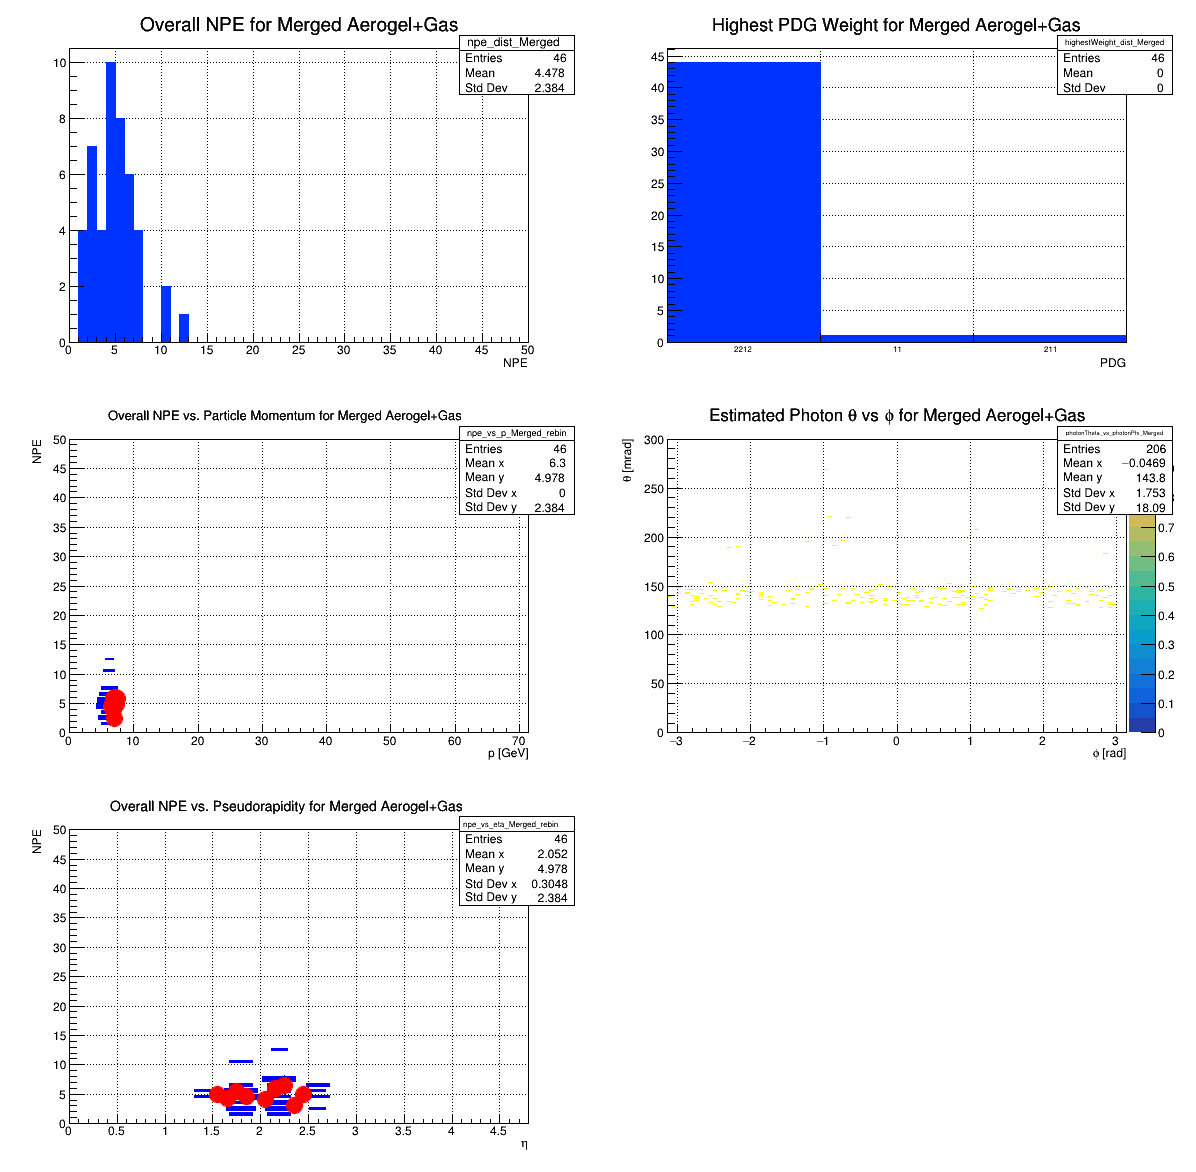 Overall NPE for Merged Aerogel+Gas
npe_dist_Merged
Entries 46
Mean 4.478
Std Dev 2.384
10
8
6
4
2
0
0 5 10 15 20 25 30 35 40 45 50
NPE
Highest PDG Weight for Merged Aerogel+Gas
highestWeight_dist_Merged
Entries 46
Mean 0
Std Dev 0
45
40
35
30
25
20
15
10
5
0
2212 11 211
PDG
Overall NPE vs. Particle Momentum for Merged Aerogel+Gas
npe_vs_p_Merged_rebin
Entries 46
Mean x 6.3
Mean y 4.978
Std Dev x 0
Std Dev y 2.384
NPE
50
45
40
35
30
25
20
15
10
5
0
0 10 20 30 40 50 60 70
p [GeV]
Estimated Photon θ vs ϕ for Merged Aerogel+Gas
photonTheta_vs_photonPhi_Merged
Entries 206
Mean x −0.0469
Mean y 143.8
Std Dev x 1.753
Std Dev y 18.09
θ [mrad]
300
250
200
150
100
50
0
−3 −2 −1 0 1 2 3
ϕ [rad]
0.7
0.6
0.5
0.4
0.3
0.2
0.1
0
Overall NPE vs. Pseudorapidity for Merged Aerogel+Gas
npe_vs_eta_Merged_rebin
Entries 46
Mean x 2.052
Mean y 4.978
Std Dev x 0.3048
Std Dev y 2.384
NPE
50
45
40
35
30
25
20
15
10
5
0
0 0.5 1 1.5 2 2.5 3 3.5 4 4.5
η